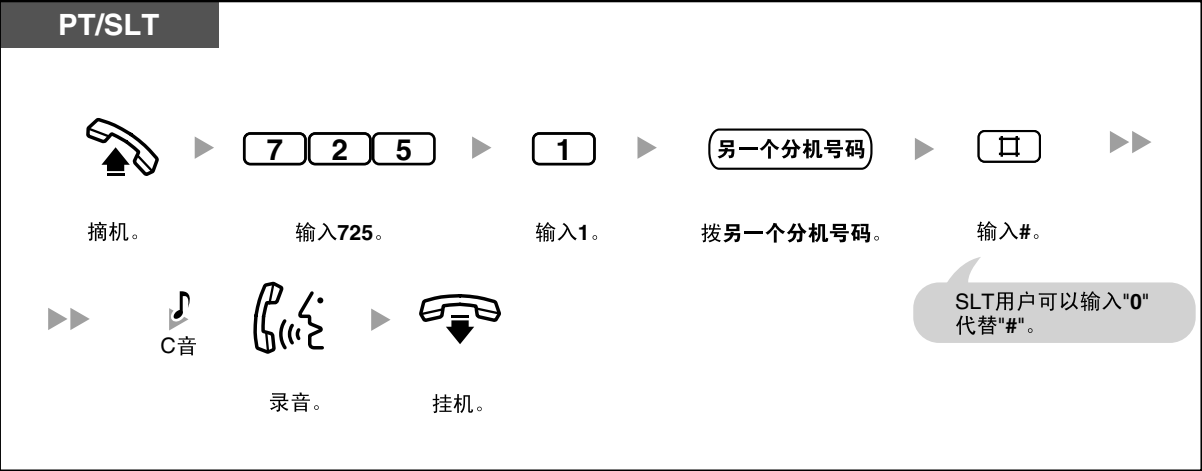 PT/SLT
7 2 5
1
另一个分机号码
#
摘机。
输入725。
输入1。
拨另一个分机号码。
输入#。
SLT用户可以输入"0"
代替"#"。
C音
录音。
挂机。